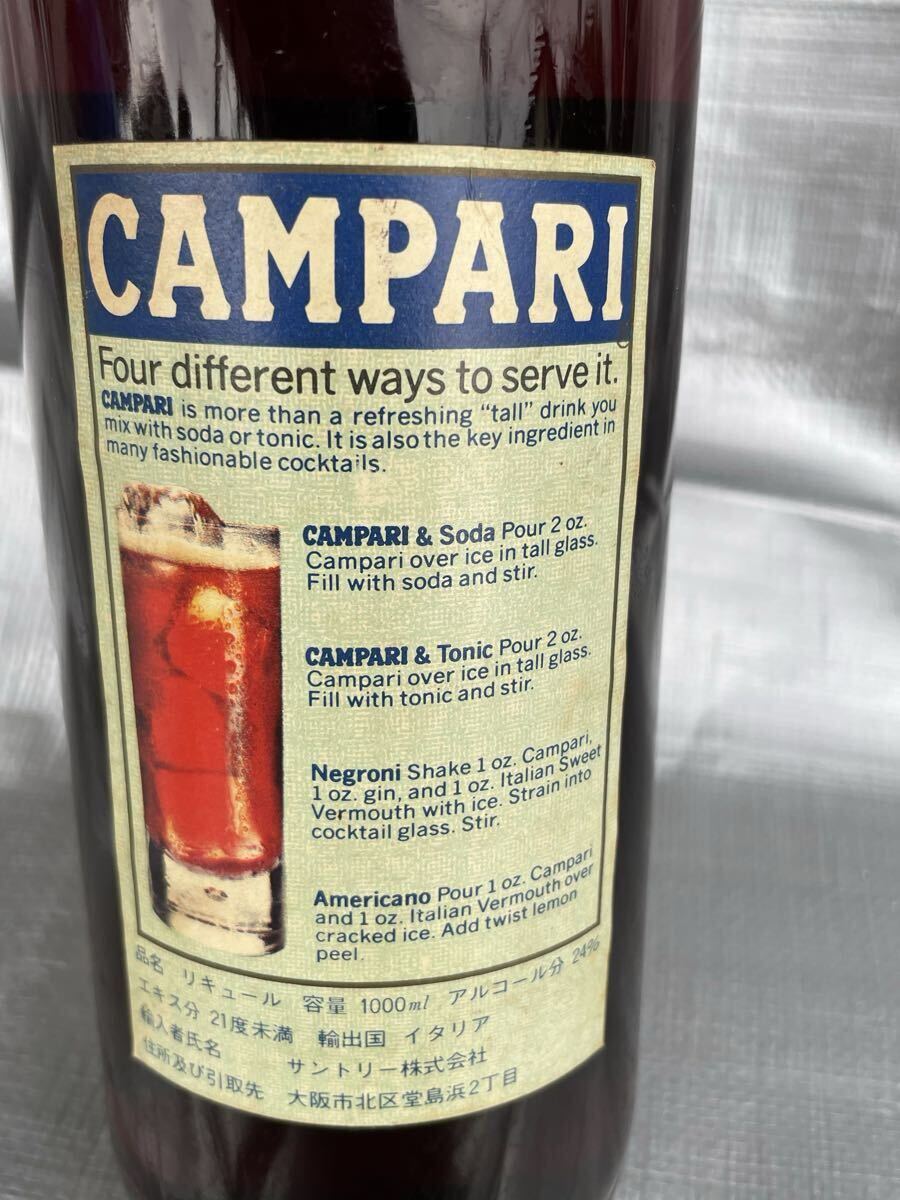 CAMPARI
Four different ways to serve it.
CAMPARI is more than a refreshing "tall" drink you
mix with soda or tonic. It is also the key ingredient in
many fashionable cocktails.
CAMPARI & Soda Pour 2 oz.
Campari over ice in tall glass.
Fill with soda and stir.
CAMPARI & Tonic Pour 2 oz.
Campari over ice in tall glass.
Fill with tonic and stir.
Negroni Shake 1 oz. Campari,
1 oz. gin, and 1 oz. Italian Sweet
Vermouth with ice. Strain into
cocktail glass. Stir.
Americano Pour 1 oz. Campari
and 1 oz. Italian Vermouth over
cracked ice. Add twist lemon
peel.
品名 リキュール 容量 1000ml アルコール分 24%
エキス分 21度未満 輸出国 イタリア
輸入者氏名 サントリー株式会社
住所及び引取先 大阪市北区堂島浜2丁目